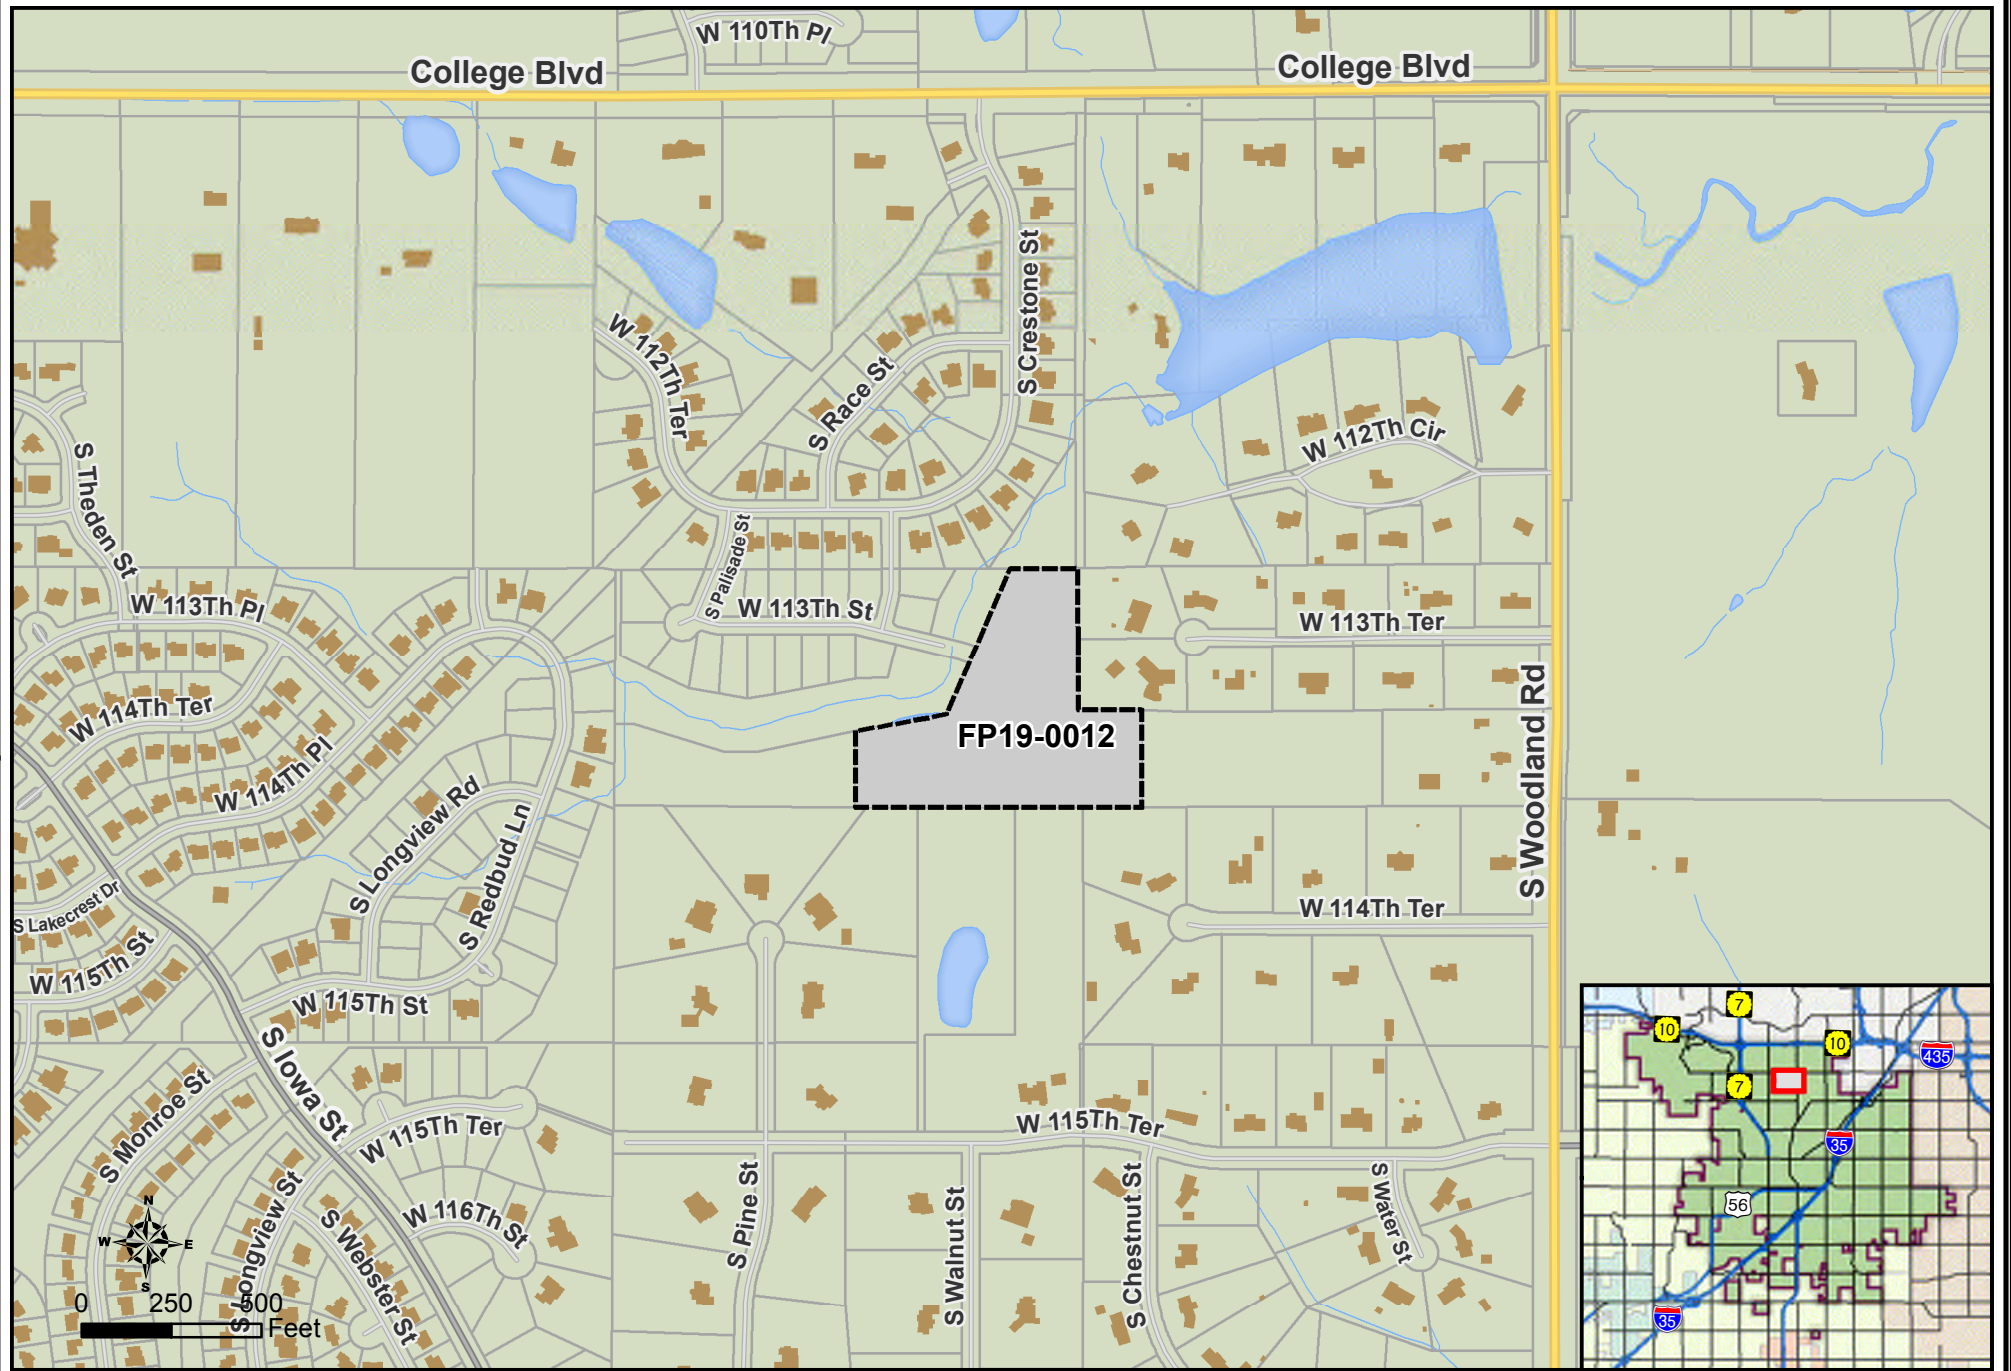 W 110Th Pl
College Blvd
College Blvd
S Crestone St
W 112Th Ter
S Race St
W 112Th Cir
S Theden St
S Palisade St
W 113Th Pl
W 113Th St
W 113Th Ter
W 114Th Ter
FP19-0012
W 114Th Pl
S Longview Rd
S Redbud Ln
S Woodland Rd
S Lakecrest Dr
W 114Th Ter
W 115Th St
W 115Th St
S Iowa St
S Monroe St
W 115Th Ter
W 115Th Ter
S Longview St
S Webster St
W 116Th St
S Pine St
S Walnut St
S Chestnut St
S Water St
N
W E
S
0 250 500
Feet
7
10
10
435
7
35
56
35